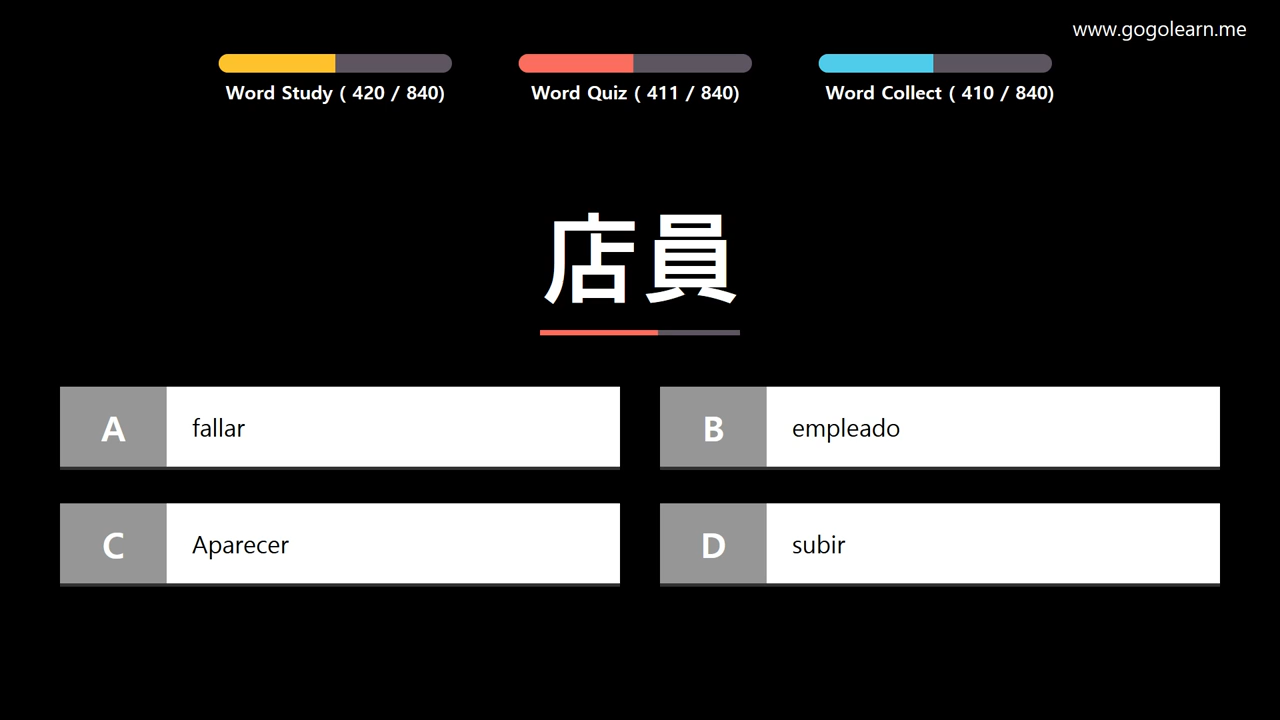 www.gogolearn.me
Word Study ( 420 / 840)
Word Quiz ( 411 / 840)
Word Collect ( 410 / 840)
店員
A fallar
B empleado
C Aparecer
D subir